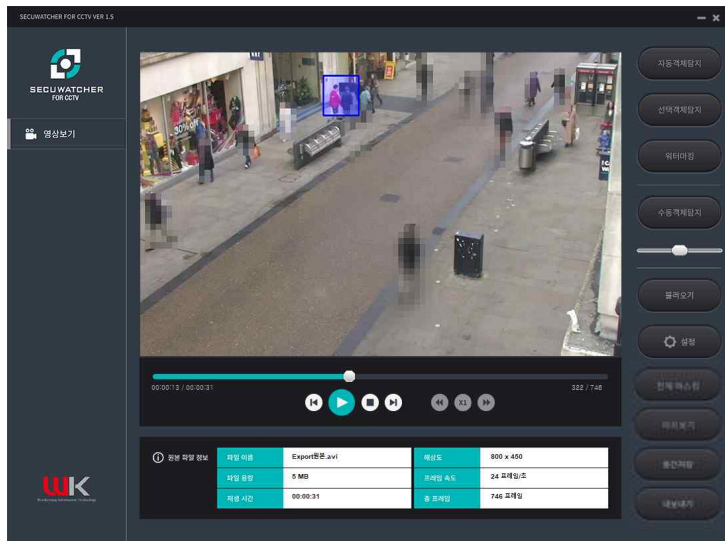 SECUWATCHER FOR CCTV VER 1.5
SECUWATCHER
FOR CCTV
영상보기
30%
자동객체탐지
선택객체탐지
워터마킹
수동객체탐지
불러오기
설정
전체 마스킹
미리보기
중간저장
내보내기
00:00:13 / 00:00:31
322 / 746
X1
원본 파일 정보
파일 이름 Export원본.avi 해상도 800 x 450
파일 용량 5 MB 프레임 속도 24 프레임/초
재생 시간 00:00:31 총 프레임 746 프레임
WK